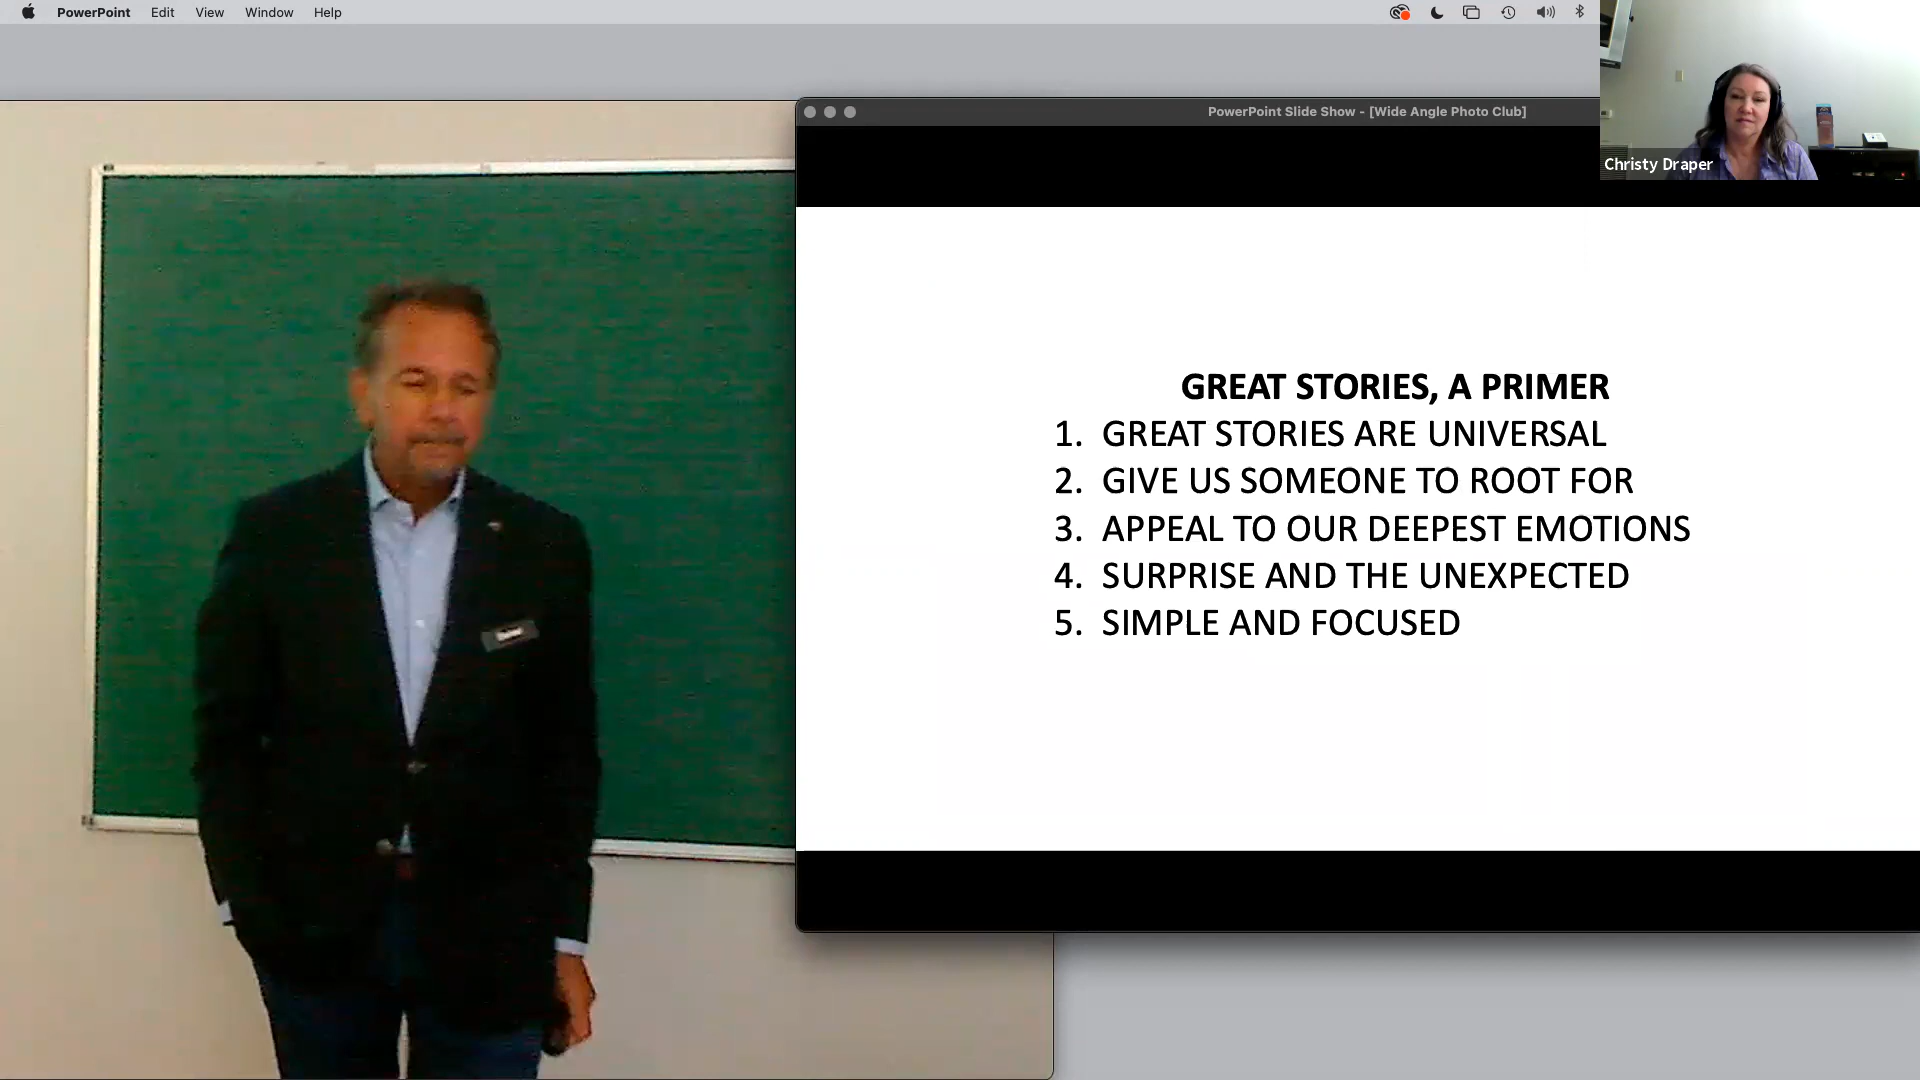 PowerPoint Edit View Window Help
PowerPoint Slide Show - [Wide Angle Photo Club]
Christy Draper
GREAT STORIES, A PRIMER
1. GREAT STORIES ARE UNIVERSAL
2. GIVE US SOMEONE TO ROOT FOR
3. APPEAL TO OUR DEEPEST EMOTIONS
4. SURPRISE AND THE UNEXPECTED
5. SIMPLE AND FOCUSED